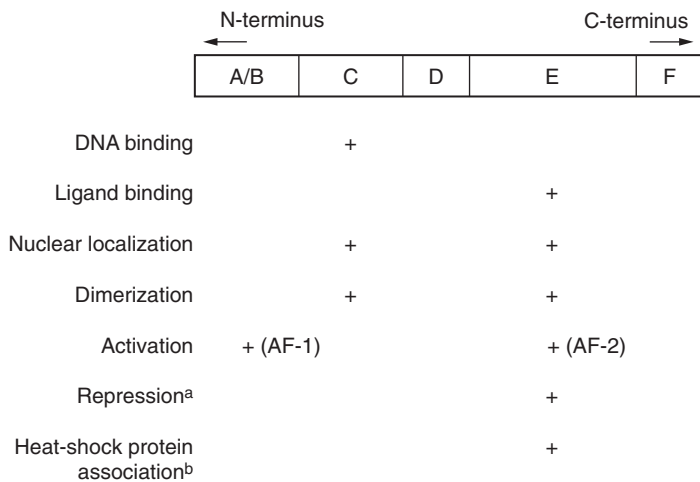 N-terminus C-terminus
A/B C D E F
DNA binding +
Ligand binding +
Nuclear localization + +
Dimerization + +
Activation + (AF-1) + (AF-2)
Repressionᵃ +
Heat-shock protein +
associationᵇ